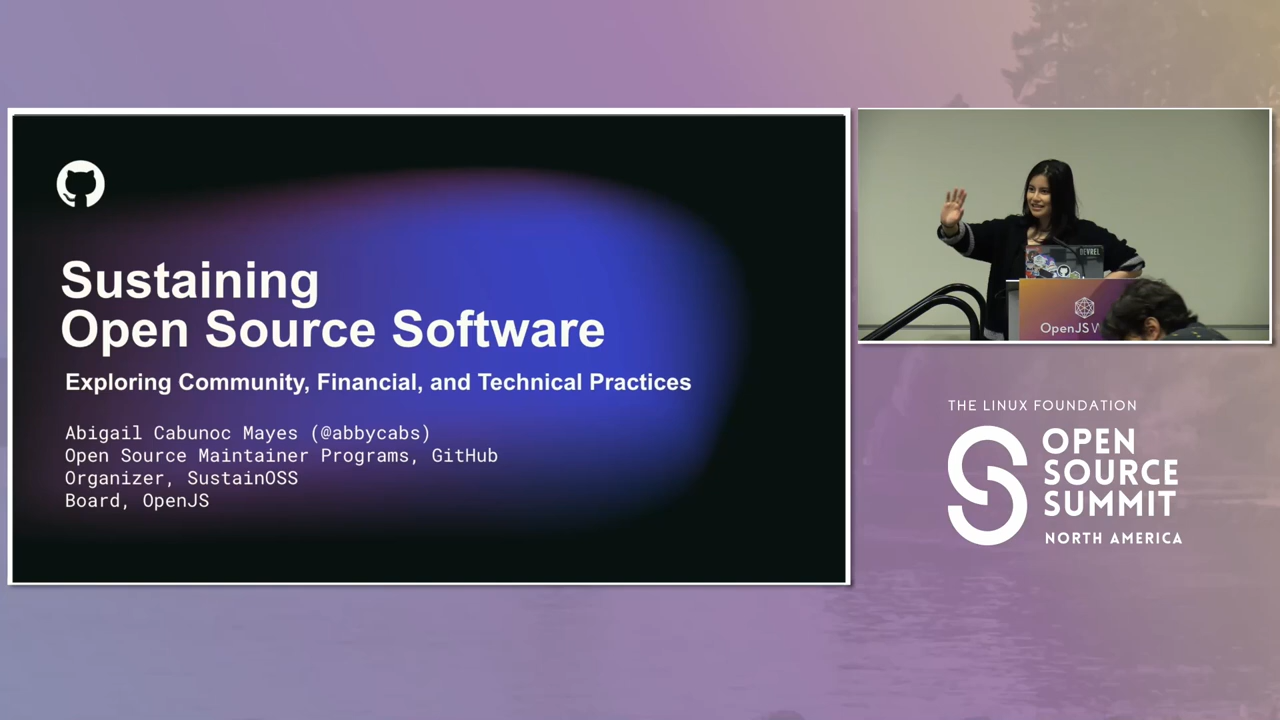 Sustaining
Open Source Software
Exploring Community, Financial, and Technical Practices
Abigail Cabunoc Mayes (@abbycabs)
Open Source Maintainer Programs, GitHub
Organizer, SustainOSS
Board, OpenJS
DEVREL
OpenJS W
THE LINUX FOUNDATION
OPEN
SOURCE
SUMMIT
NORTH AMERICA